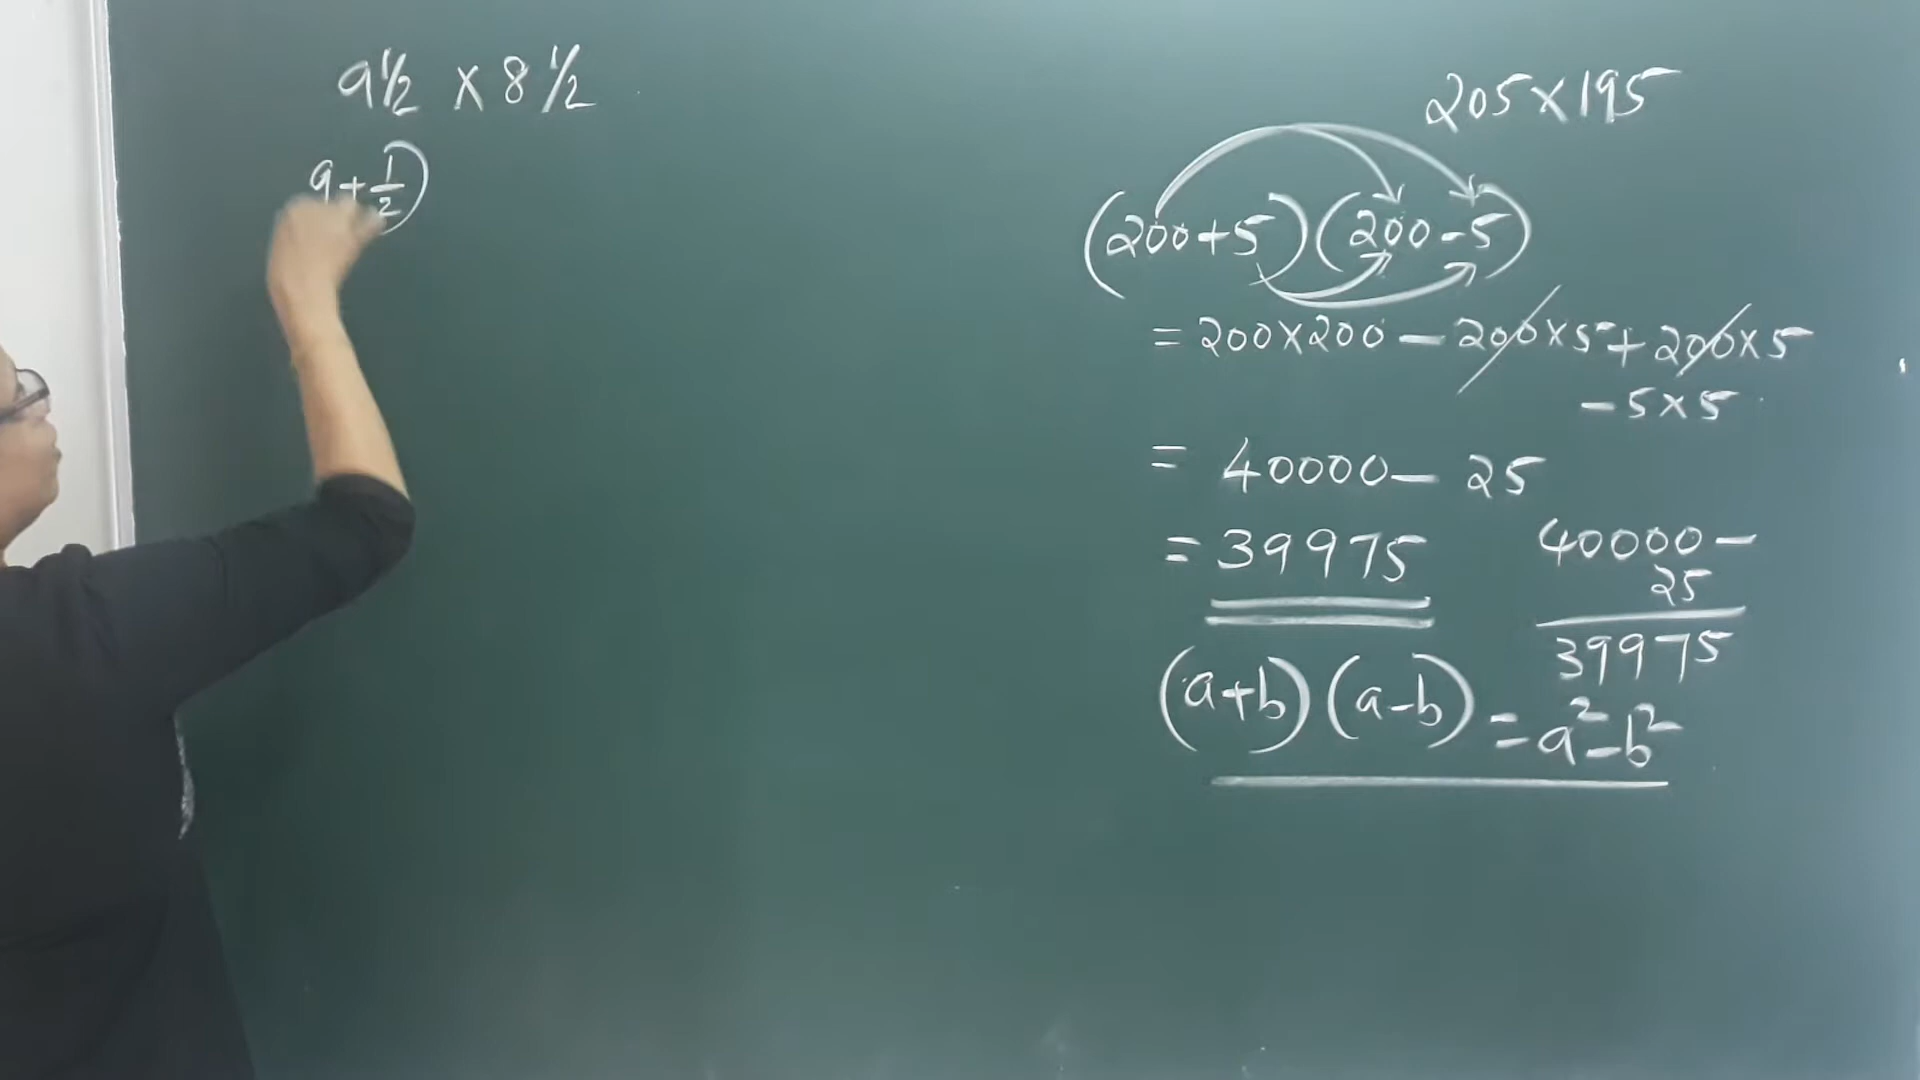 9½ × 8½
9+1/2)
205×195
(200+5)(200-5)
= 200×200 - 200×5 + 200×5
- 5×5
= 40000 - 25
= 39975
40000 -
25
39975
(a+b)(a-b) = a²-b²